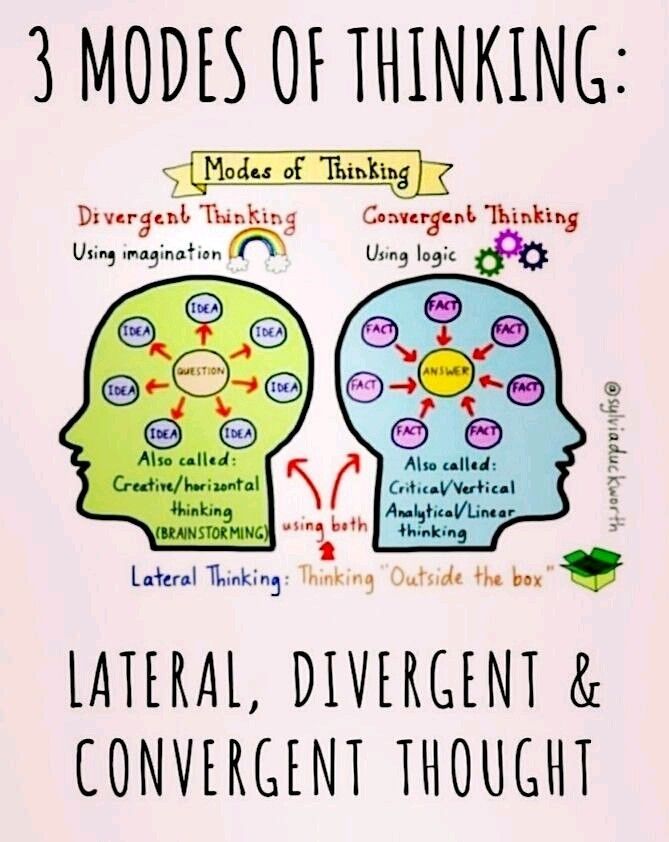 3 MODES OF THINKING:
Modes of Thinking
Divergent Thinking
Using imagination
IDEA
IDEA
IDEA
IDEA
IDEA
IDEA
IDEA
QUESTION
Also called:
Creative/horizontal
thinking
(BRAINSTORMING)
Convergent Thinking
Using logic
FACT
FACT
FACT
FACT
FACT
FACT
FACT
ANSWER
Also called:
Critical/Vertical
Analytical/Linear
thinking
using both
Lateral Thinking: Thinking "Outside the box"
@sylviaduckworth
LATERAL, DIVERGENT &
CONVERGENT THOUGHT